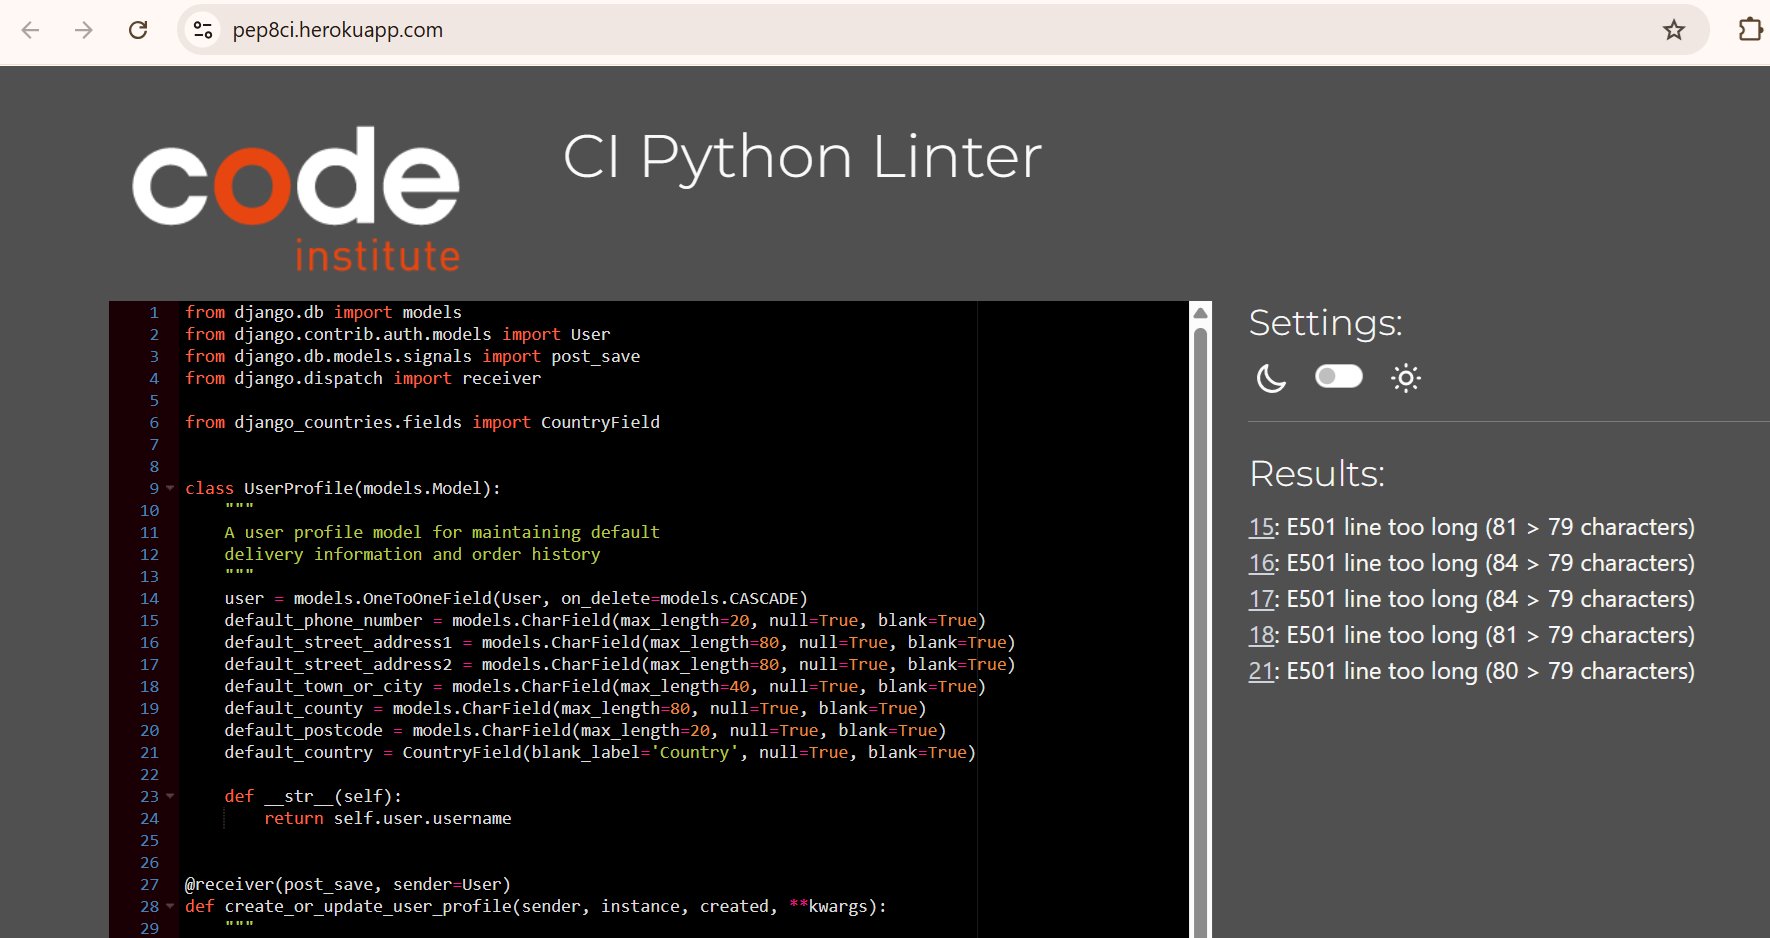 pep8ci.herokuapp.com
code
institute
CI Python Linter
1 from django.db import models
2 from django.contrib.auth.models import User
3 from django.db.models.signals import post_save
4 from django.dispatch import receiver
5
6 from django_countries.fields import CountryField
7
8
9 class UserProfile(models.Model):
10     """
11     A user profile model for maintaining default
12     delivery information and order history
13     """
14     user = models.OneToOneField(User, on_delete=models.CASCADE)
15     default_phone_number = models.CharField(max_length=20, null=True, blank=True)
16     default_street_address1 = models.CharField(max_length=80, null=True, blank=True)
17     default_street_address2 = models.CharField(max_length=80, null=True, blank=True)
18     default_town_or_city = models.CharField(max_length=40, null=True, blank=True)
19     default_county = models.CharField(max_length=80, null=True, blank=True)
20     default_postcode = models.CharField(max_length=20, null=True, blank=True)
21     default_country = CountryField(blank_label='Country', null=True, blank=True)
22
23     def __str__(self):
24         return self.user.username
25
26
27 @receiver(post_save, sender=User)
28 def create_or_update_user_profile(sender, instance, created, **kwargs):
29     """
Settings:
Results:
15: E501 line too long (81 > 79 characters)
16: E501 line too long (84 > 79 characters)
17: E501 line too long (84 > 79 characters)
18: E501 line too long (81 > 79 characters)
21: E501 line too long (80 > 79 characters)